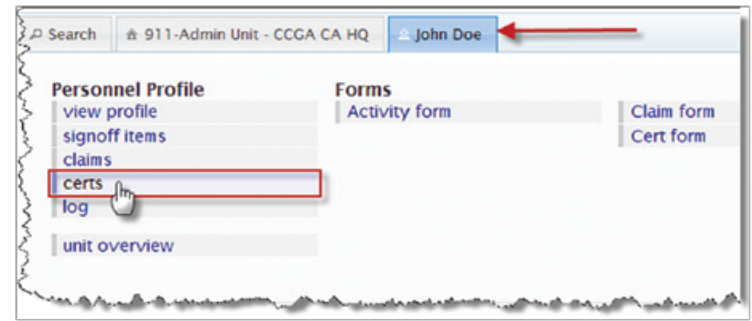 Search 911-Admin Unit - CCGA CA HQ John Doe
Personnel Profile Forms
view profile Activity form Claim form
signoff items Cert form
claims
certs
log
unit overview